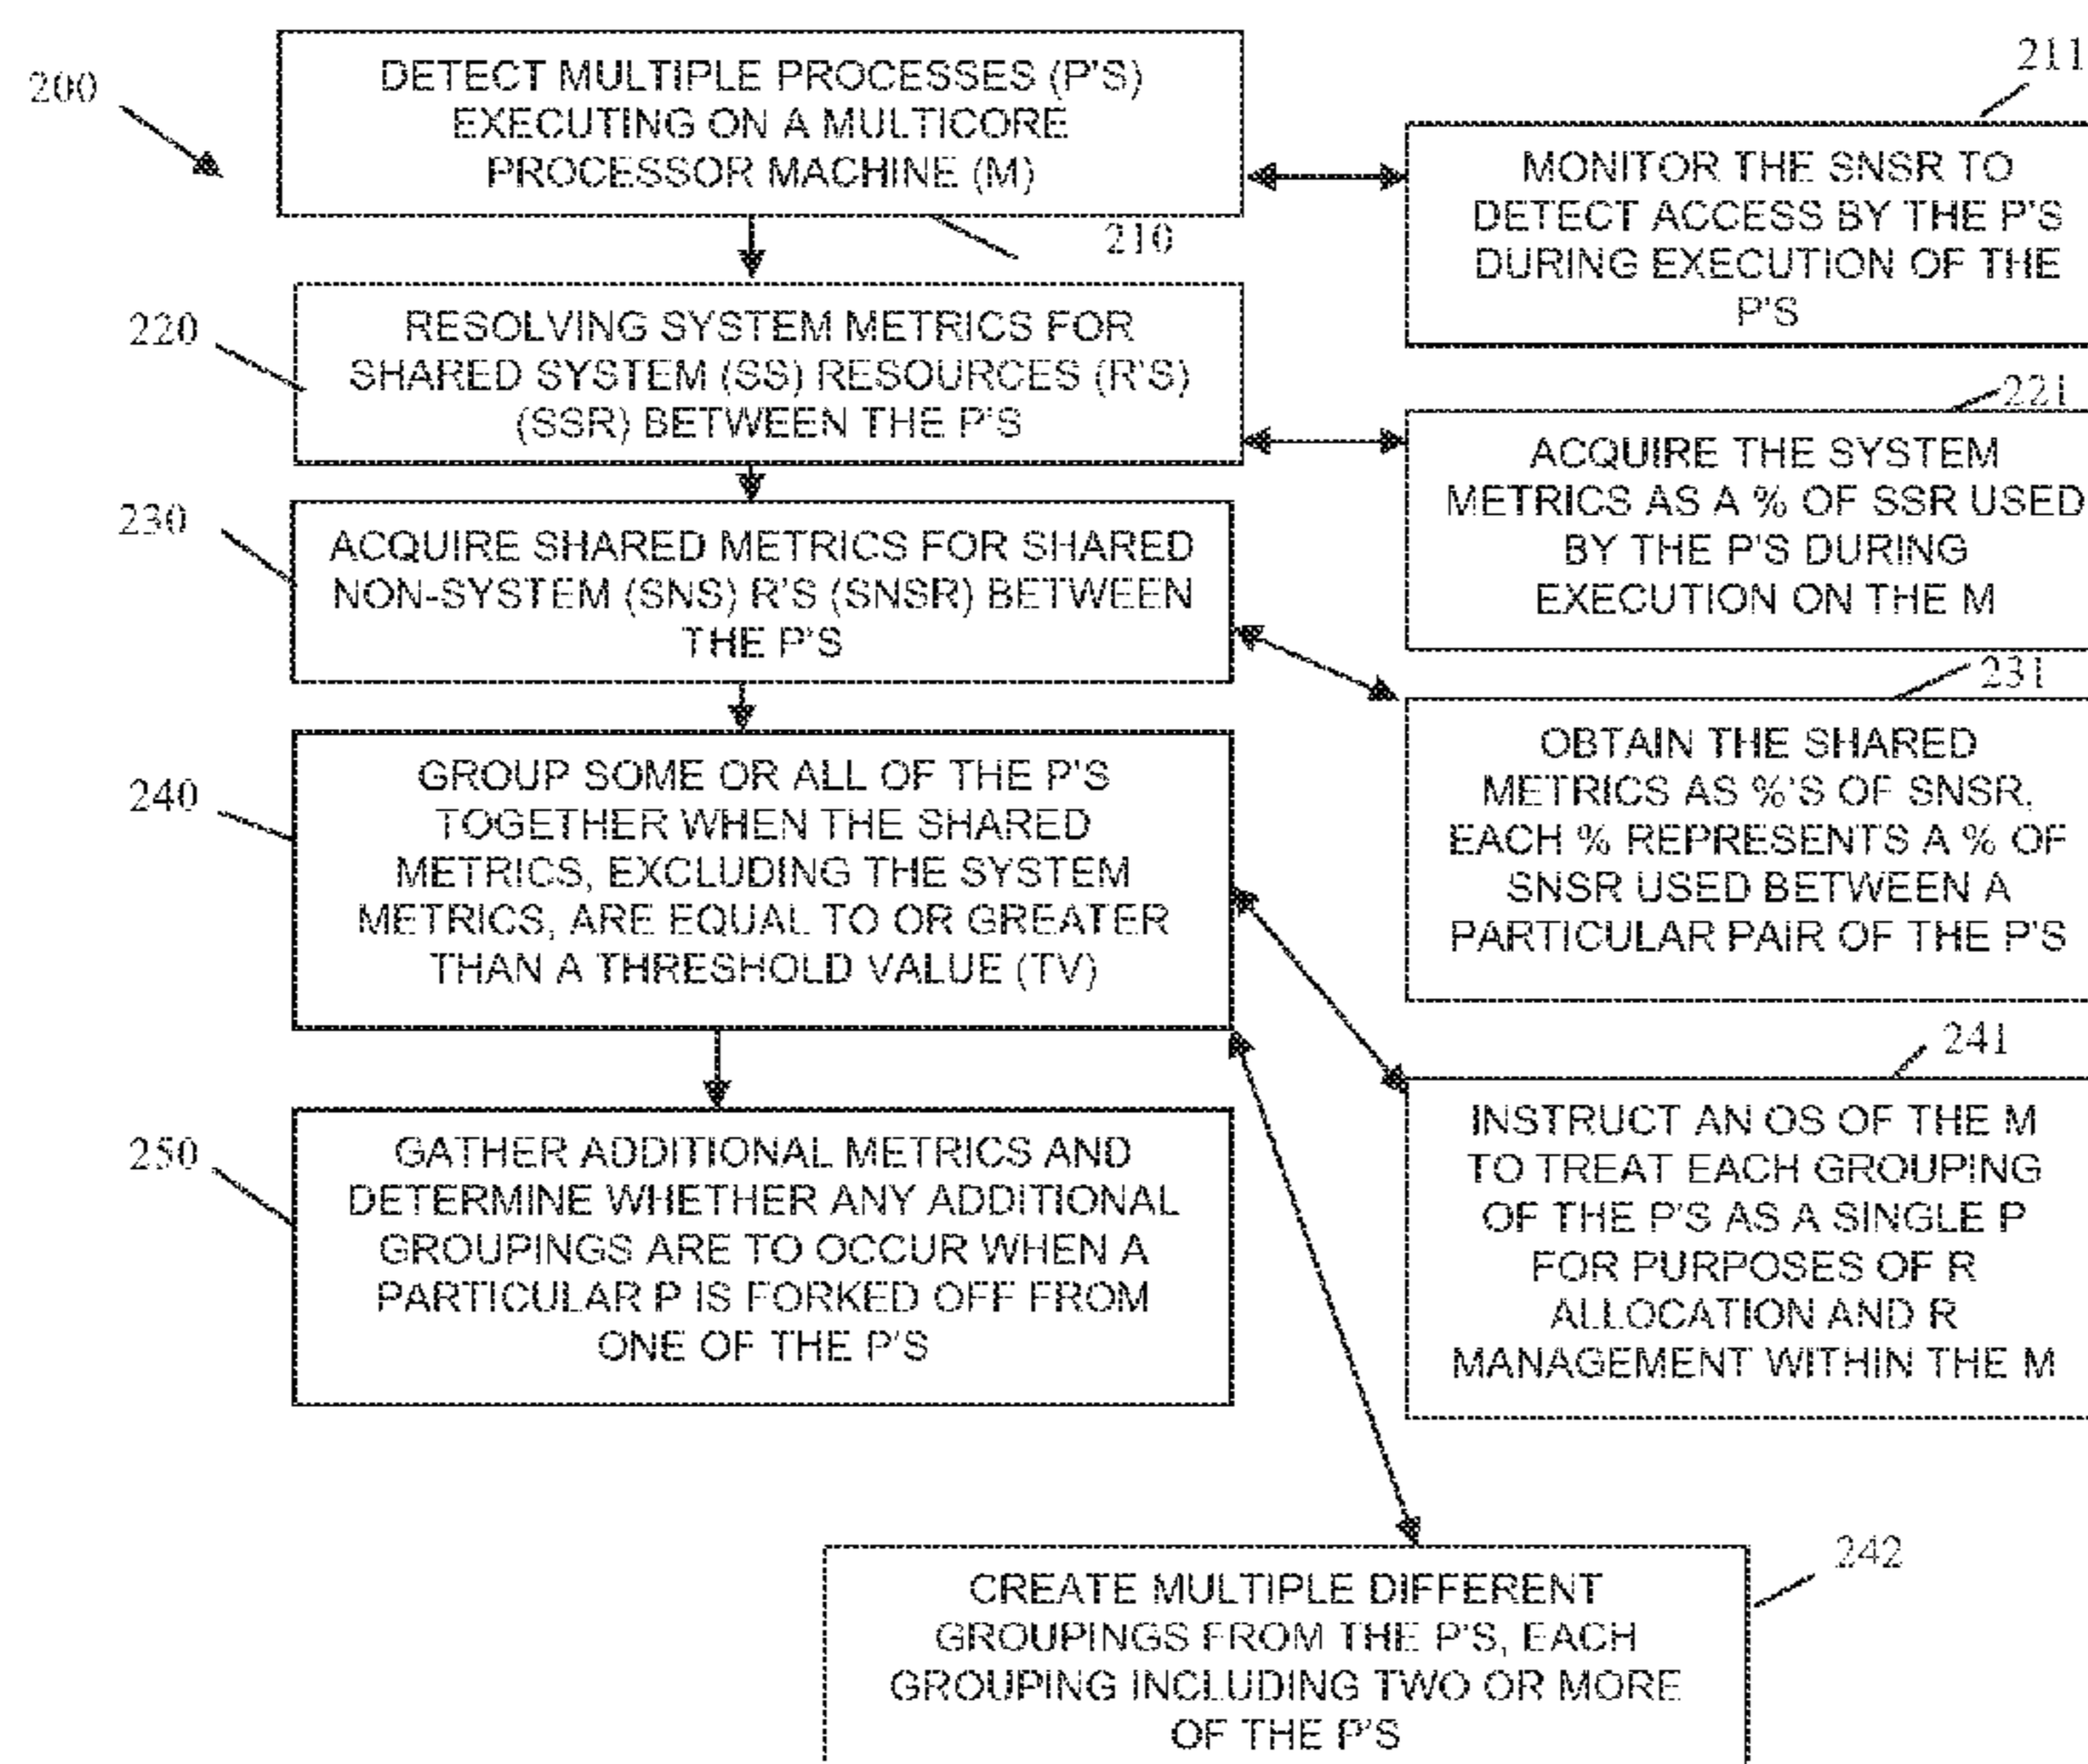 200
DETECT MULTIPLE PROCESSES (P'S)
EXECUTING ON A MULTICORE
PROCESSOR MACHINE (M)
210
211
MONITOR THE SNSR TO
DETECT ACCESS BY THE P'S
DURING EXECUTION OF THE
P'S
220
RESOLVING SYSTEM METRICS FOR
SHARED SYSTEM (SS) RESOURCES (R'S)
(SSR) BETWEEN THE P'S
221
ACQUIRE THE SYSTEM
METRICS AS A % OF SSR USED
BY THE P'S DURING
EXECUTION ON THE M
230
ACQUIRE SHARED METRICS FOR SHARED
NON-SYSTEM (SNS) R'S (SNSR) BETWEEN
THE P'S
231
OBTAIN THE SHARED
METRICS AS %'S OF SNSR,
EACH % REPRESENTS A % OF
SNSR USED BETWEEN A
PARTICULAR PAIR OF THE P'S
240
GROUP SOME OR ALL OF THE P'S
TOGETHER WHEN THE SHARED
METRICS, EXCLUDING THE SYSTEM
METRICS, ARE EQUAL TO OR GREATER
THAN A THRESHOLD VALUE (TV)
241
INSTRUCT AN OS OF THE M
TO TREAT EACH GROUPING
OF THE P'S AS A SINGLE P
FOR PURPOSES OF R
ALLOCATION AND R
MANAGEMENT WITHIN THE M
250
GATHER ADDITIONAL METRICS AND
DETERMINE WHETHER ANY ADDITIONAL
GROUPINGS ARE TO OCCUR WHEN A
PARTICULAR P IS FORKED OFF FROM
ONE OF THE P'S
242
CREATE MULTIPLE DIFFERENT
GROUPINGS FROM THE P'S, EACH
GROUPING INCLUDING TWO OR MORE
OF THE P'S